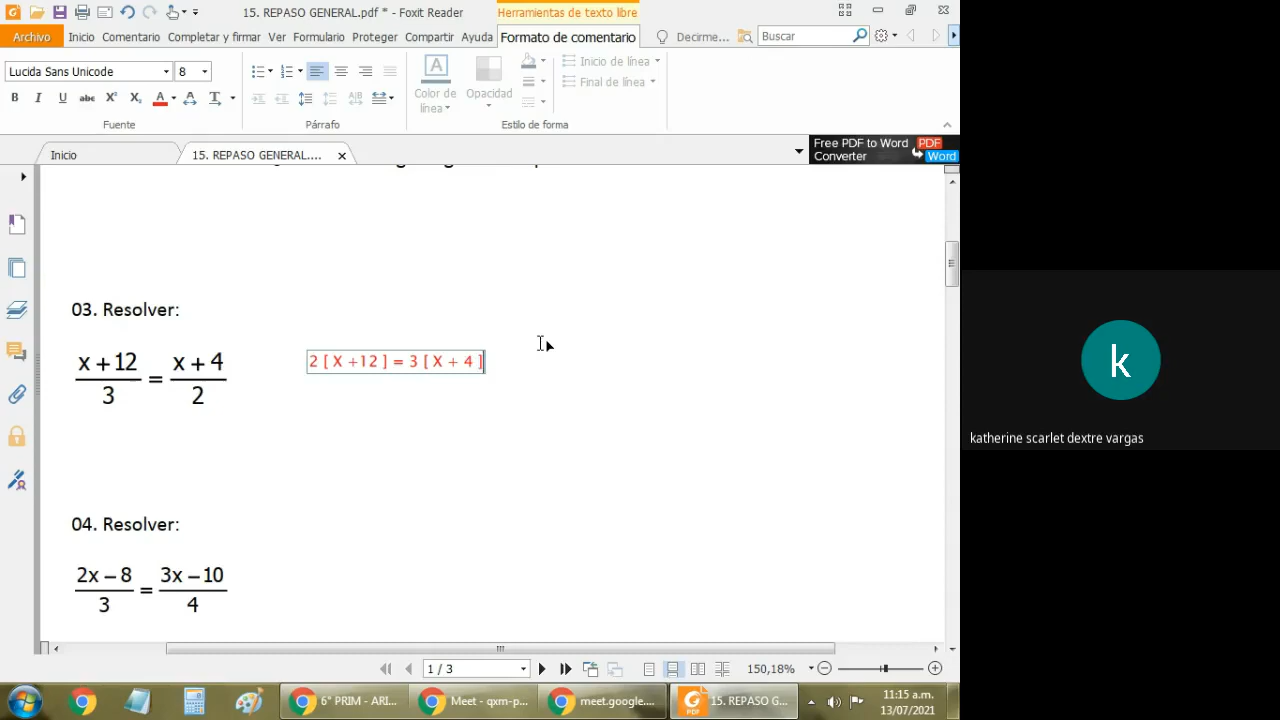 15. REPASO GENERAL.pdf * - Foxit Reader
Herramientas de texto libre
Archivo Inicio Comentario Completar y firmar Ver Formulario Proteger Compartir Ayuda Formato de comentario Decirme... Buscar
Lucida Sans Unicode 8
Color de línea
Opacidad
Inicio de línea
Final de línea
Fuente Párrafo Estilo de forma
Inicio
15. REPASO GENERAL....
Free PDF to Word Converter
PDF
Word
03. Resolver:
x + 12 / 3 = x + 4 / 2
2 [ X +12 ] = 3 [ X + 4 ]
04. Resolver:
2x – 8 / 3 = 3x – 10 / 4
katherine scarlet dextre vargas
k
1 / 3
150,18%
6° PRIM - ARI...
Meet - qxm-p...
meet.google....
15. REPASO G...
11:15 a.m.
13/07/2021